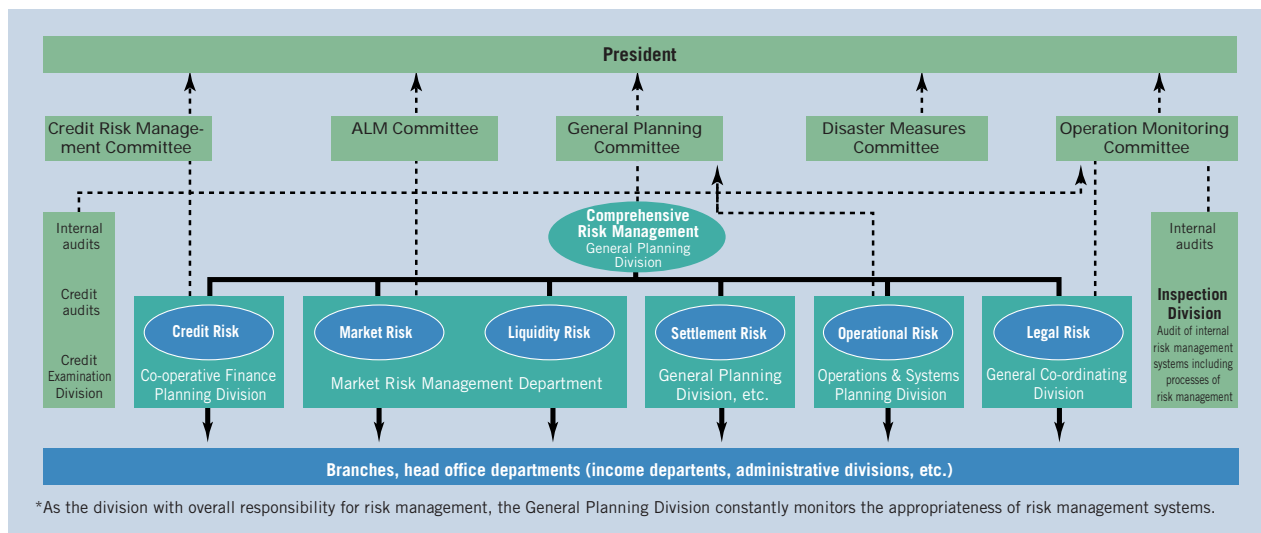 President
Credit Risk Manage-
ment Committee
ALM Committee
General Planning
Committee
Disaster Measures
Committee
Operation Monitoring
Committee
Comprehensive
Risk Management
General Planning
Division
Internal
audits
Credit
audits
Credit
Examination
Division
Internal
audits
Inspection
Division
Audit of internal
risk management
systems including
processes of
risk management
Credit Risk
Co-operative Finance
Planning Division
Market Risk
Liquidity Risk
Market Risk Management Department
Settlement Risk
General Planning
Division, etc.
Operational Risk
Operations & Systems
Planning Division
Legal Risk
General Co-ordinating
Division
Branches, head office departments (income departents, administrative divisions, etc.)
*As the division with overall responsibility for risk management, the General Planning Division constantly monitors the appropriateness of risk management systems.